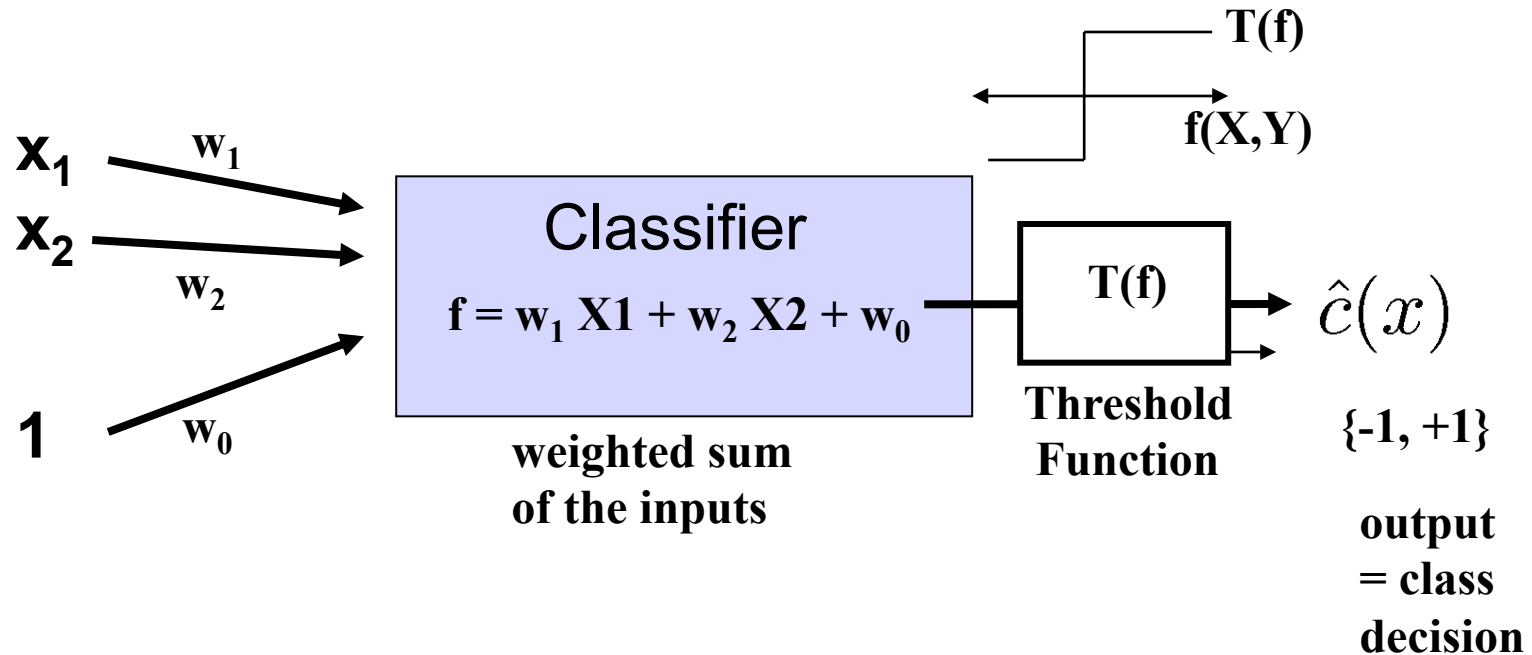 T(f)
f(X,Y)
x₁
w₁
x₂
w₂
1
w₀
Classifier
f = w₁ X1 + w₂ X2 + w₀
weighted sum
of the inputs
T(f)
Threshold
Function
ĉ(x)
{-1, +1}
output
= class
decision